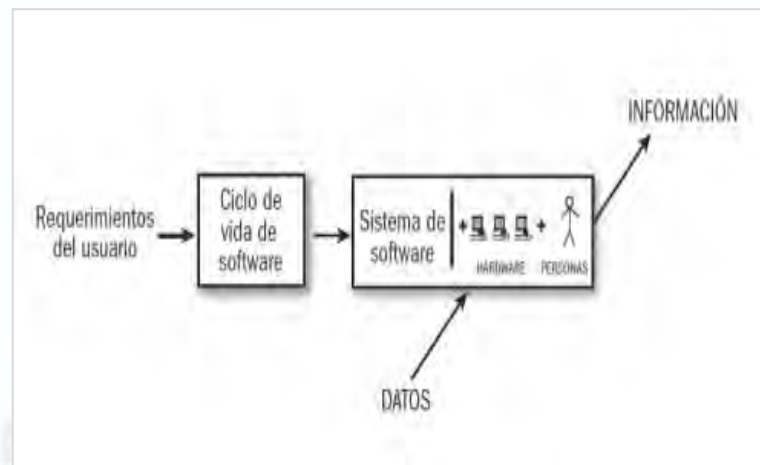 INFORMACIÓN
Requerimientos
del usuario
Ciclo de
vida de
software
Sistema de
software
+ +
HARDWARE PERSONAS
DATOS